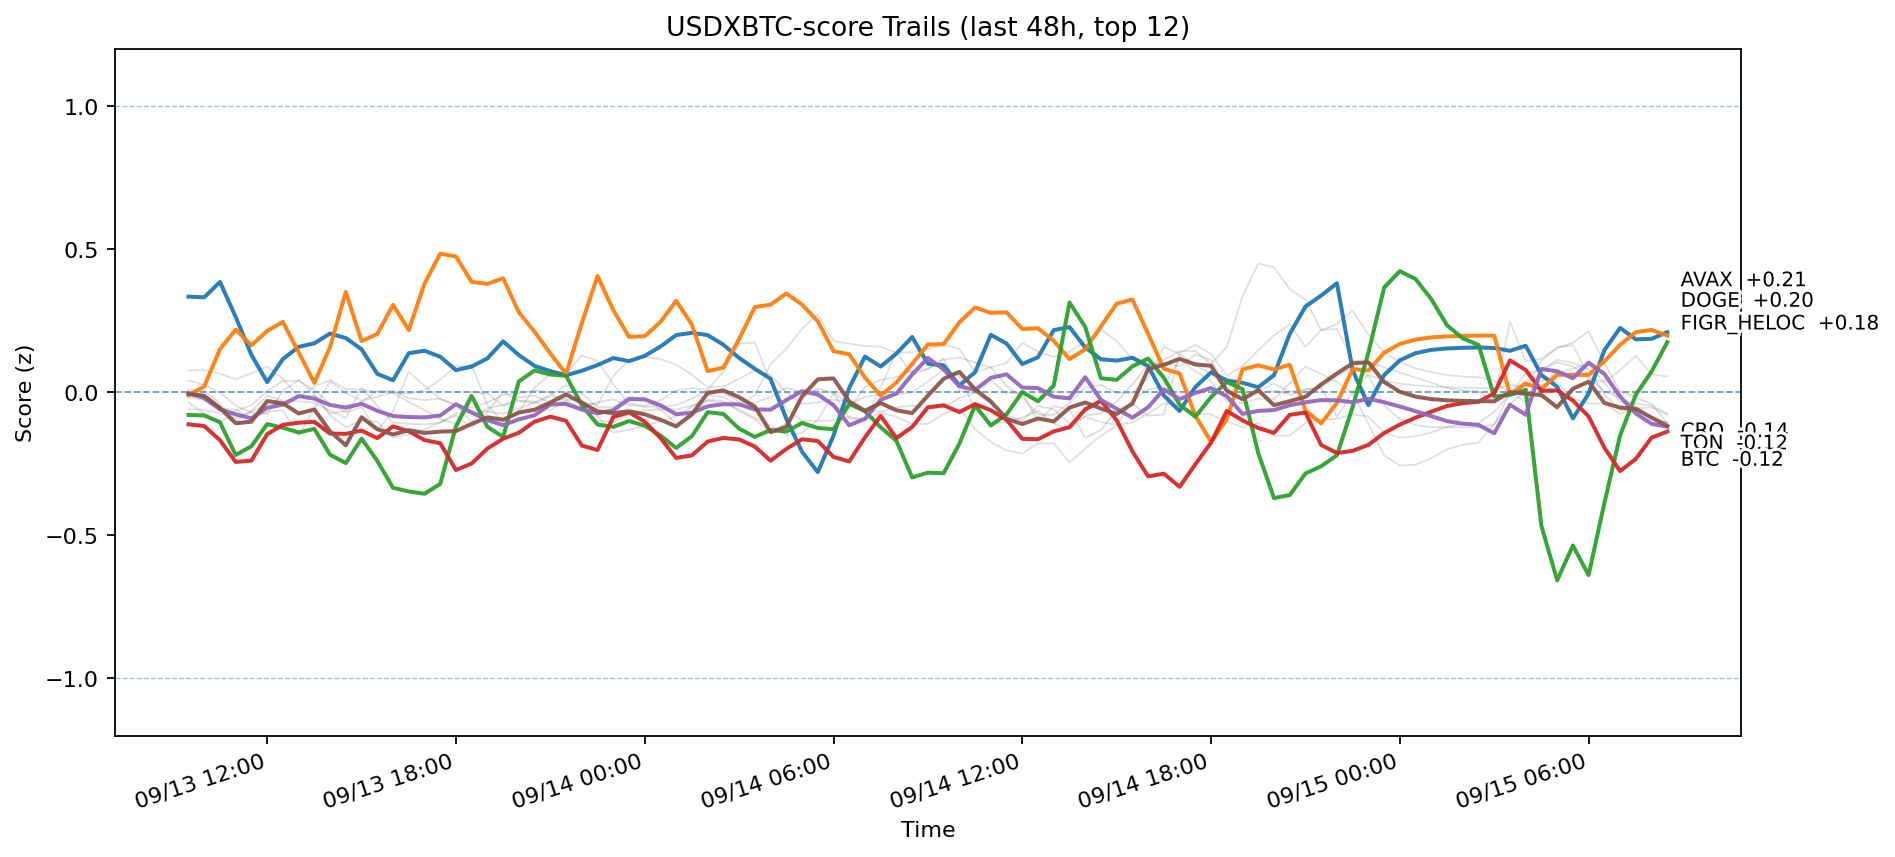 USDXBTC-score Trails (last 48h, top 12)
Score (z)
1.0
0.5
0.0
−0.5
−1.0
AVAX +0.21
DOGE +0.20
FIGR_HELOC +0.18
CRO -0.14
TON -0.12
BTC -0.12
09/13 12:00
09/13 18:00
09/14 00:00
09/14 06:00
09/14 12:00
09/14 18:00
09/15 00:00
09/15 06:00
Time